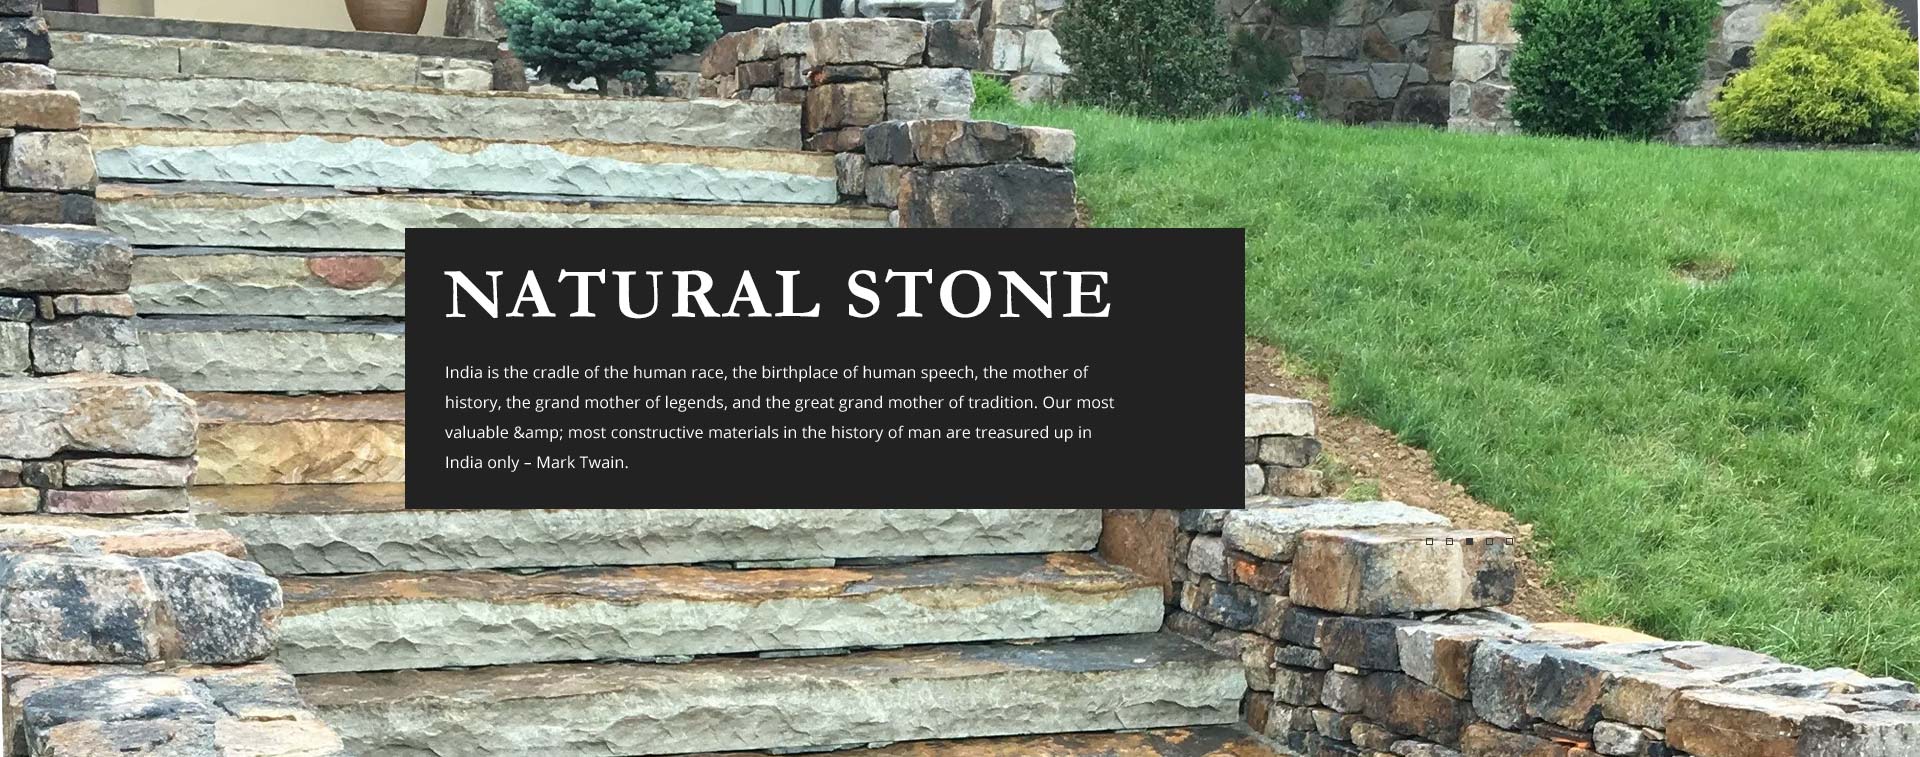 NATURAL STONE
India is the cradle of the human race, the birthplace of human speech, the mother of
history, the grand mother of legends, and the great grand mother of tradition. Our most
valuable &amp; most constructive materials in the history of man are treasured up in
India only – Mark Twain.